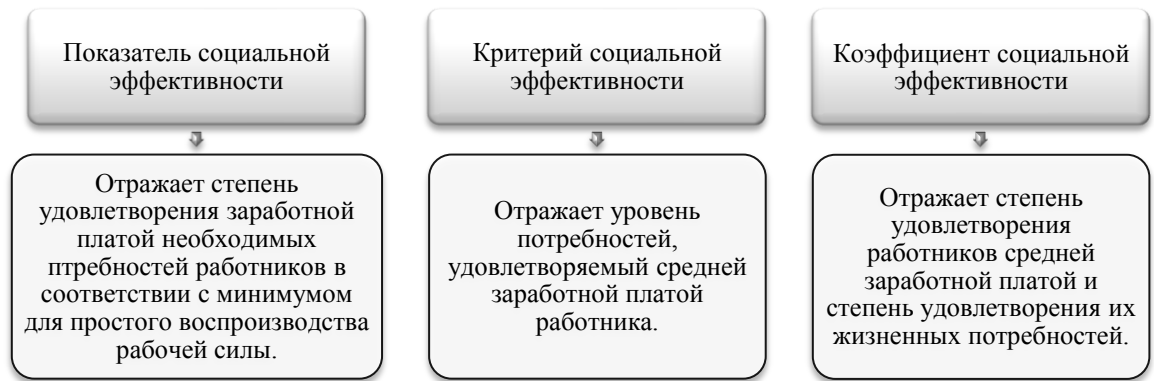 Показатель социальной
эффективности
Отражает степень
удовлетворения заработной
платой необходимых
птребностей работников в
соответствии с минимумом
для простого воспроизводства
рабочей силы.
Критерий социальной
эффективности
Отражает уровень
потребностей,
удовлетворяемый средней
заработной платой
работника.
Коэффициент социальной
эффективности
Отражает степень
удовлетворения
работников средней
заработной платой и
степень удовлетворения их
жизненных потребностей.